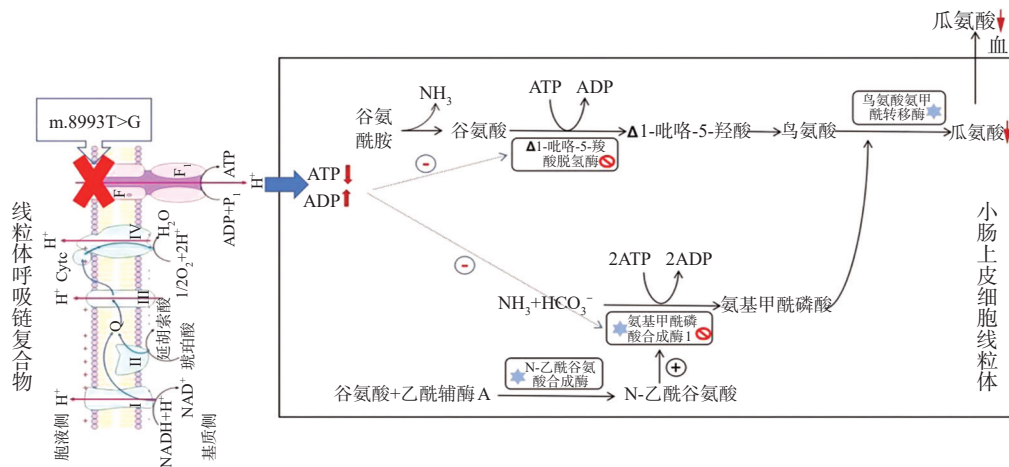 瓜氨酸
血
m.8993T>G
ATP
ADP
NH3
谷氨
酰胺
谷氨酸
Δ1-吡咯-5-羟酸
鸟氨酸
鸟氨酸氨甲
酰转移酶
瓜氨酸
Δ1-吡咯-5-羧
酸脱氢酶
F₀
F1
ATP
ADP+P1
H+
ATP
ADP
-
-
线粒体呼吸链复合物
H+
Cytc
IV
H2O
1/2O2+2H+
H+
III
Q
延胡索酸
II
琥珀酸
H+
I
NAD+
NADH+H+
胞液侧
基质侧
2ATP
2ADP
NH3+HCO3−
氨基甲酰磷酸
氨基甲酰磷
酸合成酶1
+
N-乙酰谷氨
酸合成酶
谷氨酸+乙酰辅酶A
N-乙酰谷氨酸
小肠上皮细胞线粒体